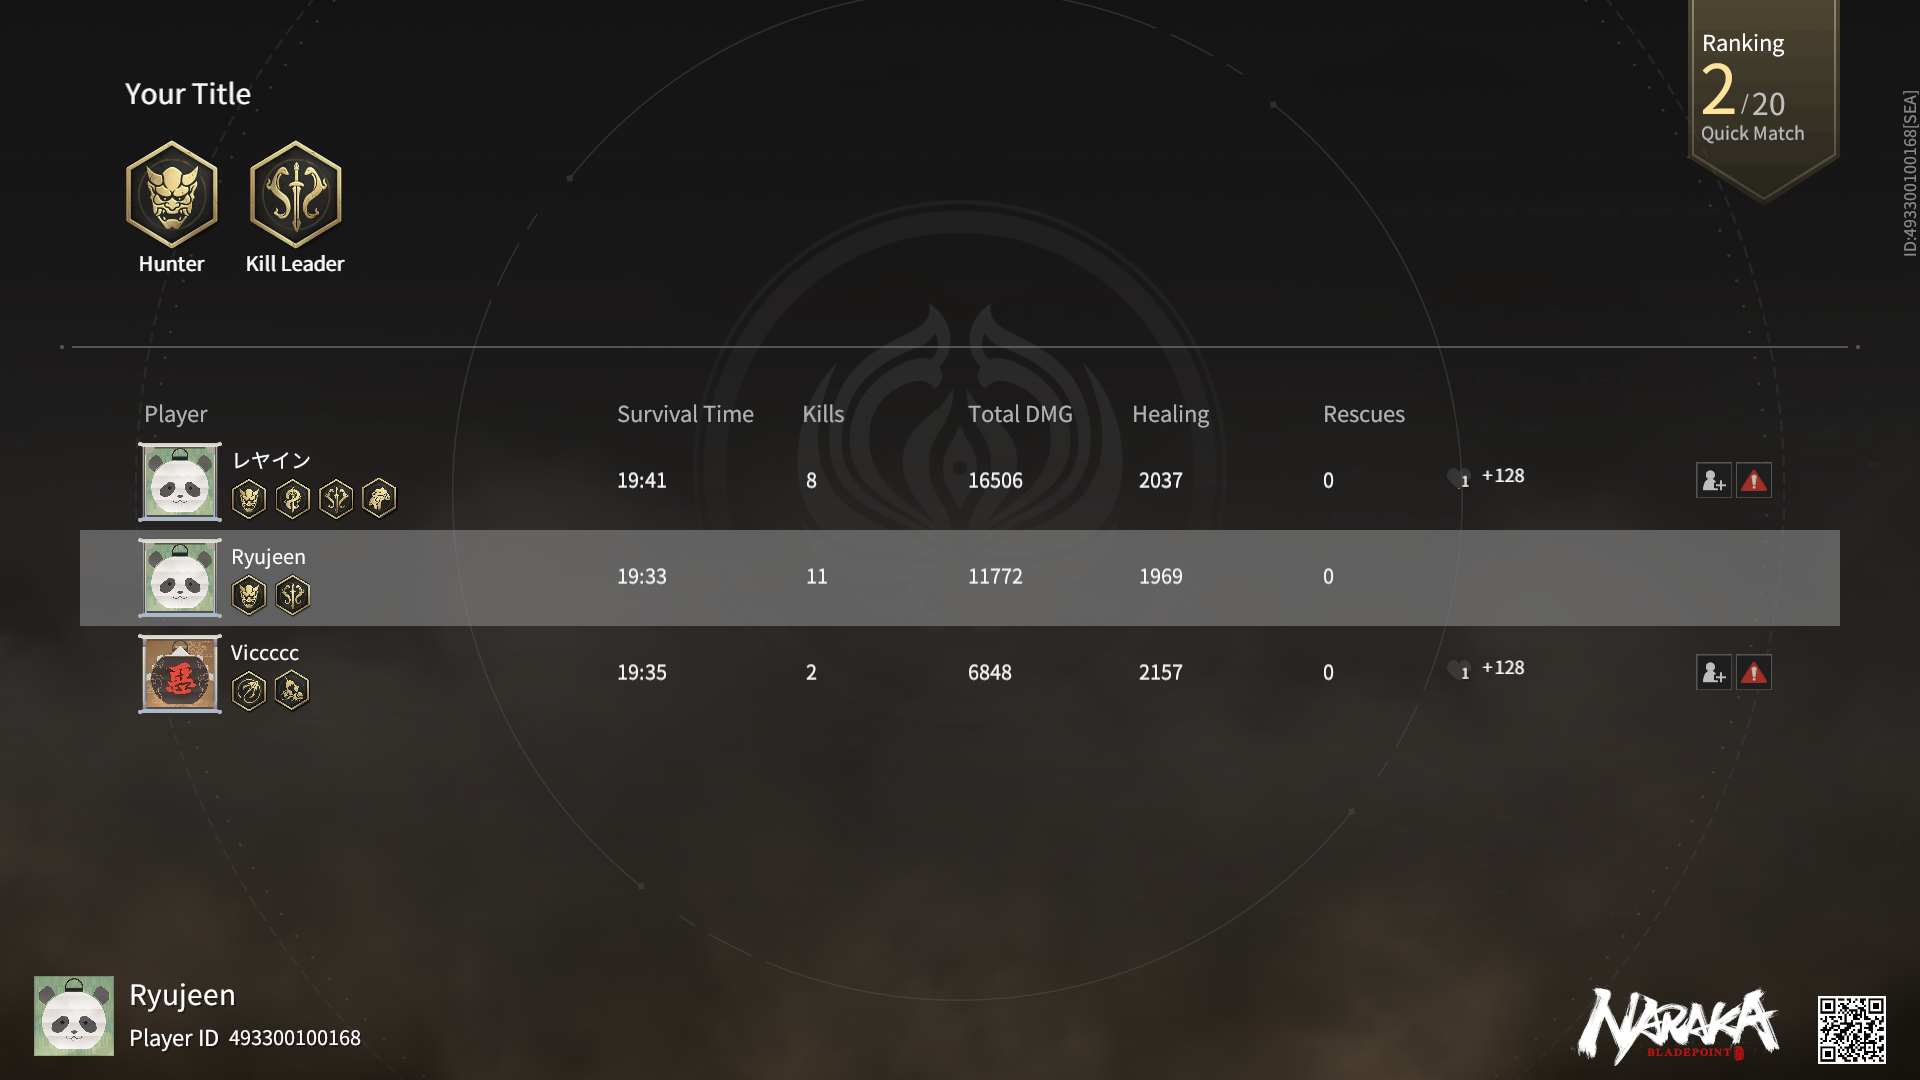 Your Title
Hunter
Kill Leader
Ranking
2/20
Quick Match
ID:493300100168[SEA]
Player Survival Time Kills Total DMG Healing Rescues
レヤイン
19:41 8 16506 2037 0 1 +128
Ryujeen
19:33 11 11772 1969 0
Viccccc
19:35 2 6848 2157 0 1 +128
悪
Ryujeen
Player ID 493300100168
NARAKA
BLADEPOINT